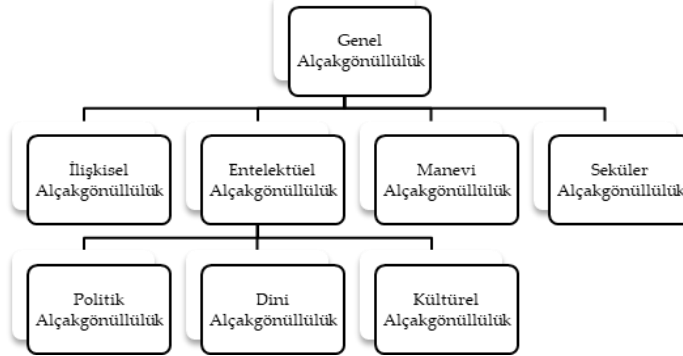 Genel
Alçakgönüllülük
İlişkisel
Alçakgönüllülük
Entelektüel
Alçakgönüllülük
Manevi
Alçakgönüllülük
Seküler
Alçakgönüllülük
Politik
Alçakgönüllülük
Dini
Alçakgönüllülük
Kültürel
Alçakgönüllülük